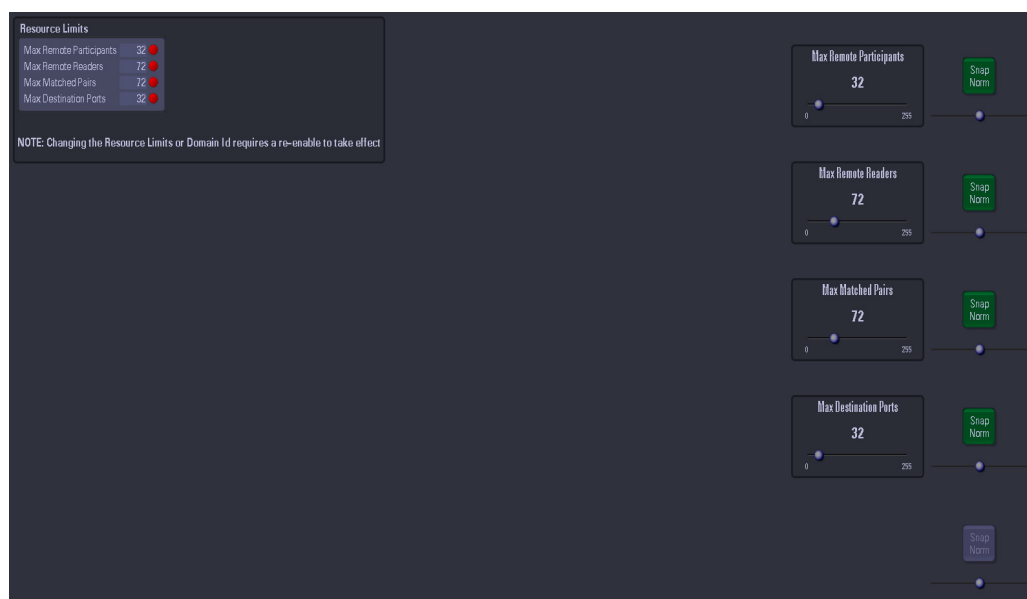 Resource Limits
Max Remote Participants 32
Max Remote Readers 72
Max Matched Pairs 72
Max Destination Ports 32
NOTE: Changing the Resource Limits or Domain Id requires a re-enable to take effect
Max Remote Participants
32
0 255
Snap
Norm
Max Remote Readers
72
0 255
Snap
Norm
Max Matched Pairs
72
0 255
Snap
Norm
Max Destination Ports
32
0 255
Snap
Norm
Snap
Norm